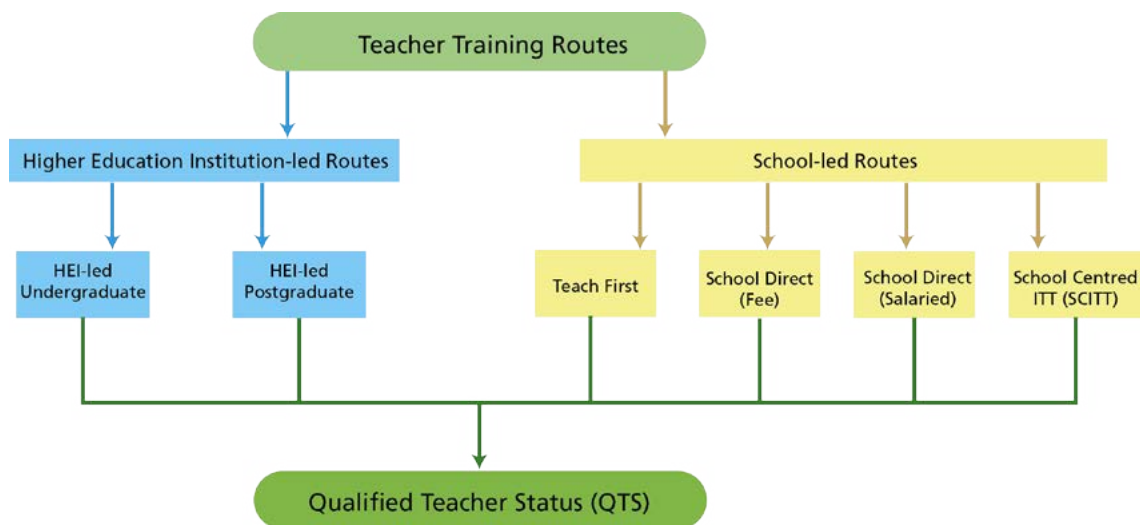 Teacher Training Routes
Higher Education Institution-led Routes
School-led Routes
HEI-led
Undergraduate
HEI-led
Postgraduate
Teach First
School Direct
(Fee)
School Direct
(Salaried)
School Centred
ITT (SCITT)
Qualified Teacher Status (QTS)